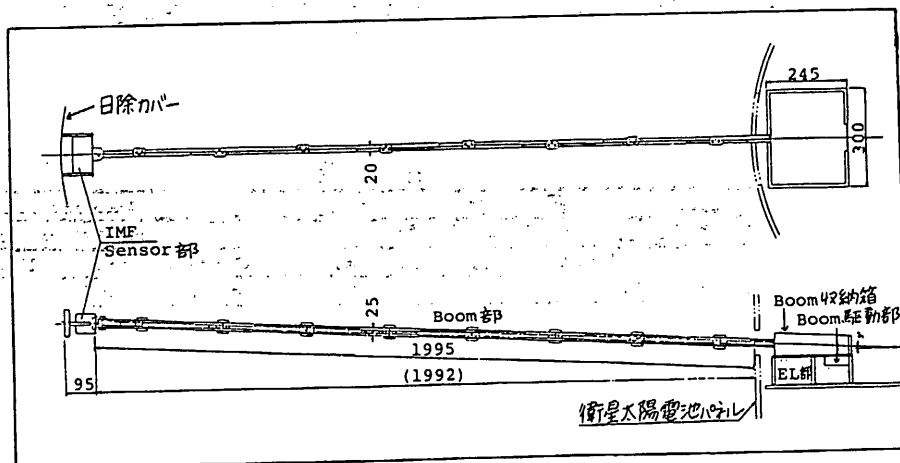 日除カバー
245
300
20
IMF
Sensor部
25
Boom部
Boom収納箱
Boom駆動部
1995
EL部
95
(1992)
衛星太陽電池パネル